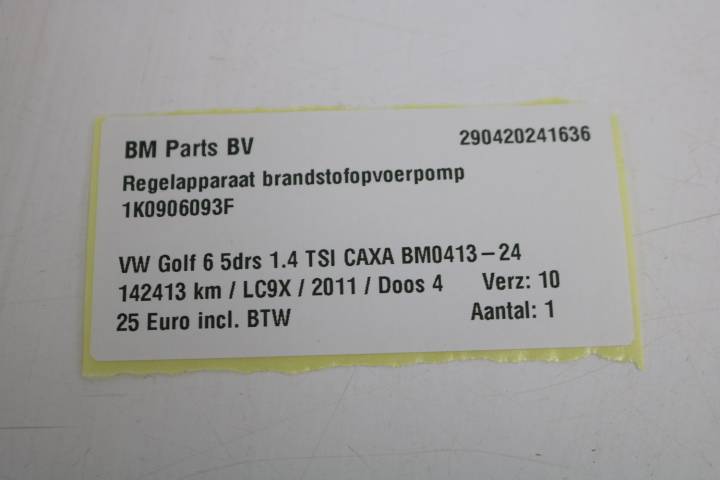 BM Parts BV 290420241636
Regelapparaat brandstofopvoerpomp
1K0906093F
VW Golf 6 5drs 1.4 TSI CAXA BM0413-24
142413 km / LC9X / 2011 / Doos 4 Verz: 10
25 Euro incl. BTW Aantal: 1